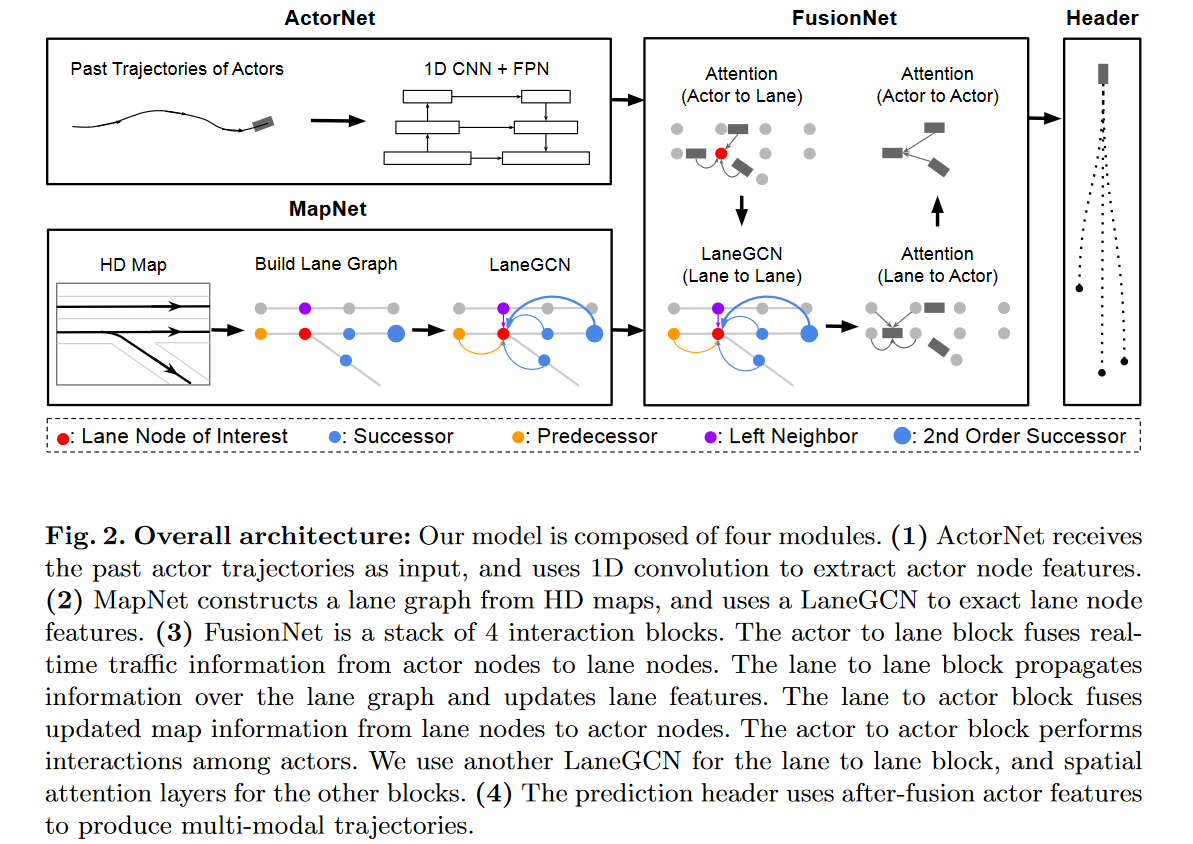 ActorNet
Past Trajectories of Actors
1D CNN + FPN
MapNet
HD Map
Build Lane Graph
LaneGCN
FusionNet
Attention
(Actor to Lane)
Attention
(Actor to Actor)
LaneGCN
(Lane to Lane)
Attention
(Lane to Actor)
Header
: Lane Node of Interest
: Successor
: Predecessor
: Left Neighbor
: 2nd Order Successor
Fig. 2. Overall architecture: Our model is composed of four modules. (1) ActorNet receives
the past actor trajectories as input, and uses 1D convolution to extract actor node features.
(2) MapNet constructs a lane graph from HD maps, and uses a LaneGCN to exact lane node
features. (3) FusionNet is a stack of 4 interaction blocks. The actor to lane block fuses real-
time traffic information from actor nodes to lane nodes. The lane to lane block propagates
information over the lane graph and updates lane features. The lane to actor block fuses
updated map information from lane nodes to actor nodes. The actor to actor block performs
interactions among actors. We use another LaneGCN for the lane to lane block, and spatial
attention layers for the other blocks. (4) The prediction header uses after-fusion actor features
to produce multi-modal trajectories.